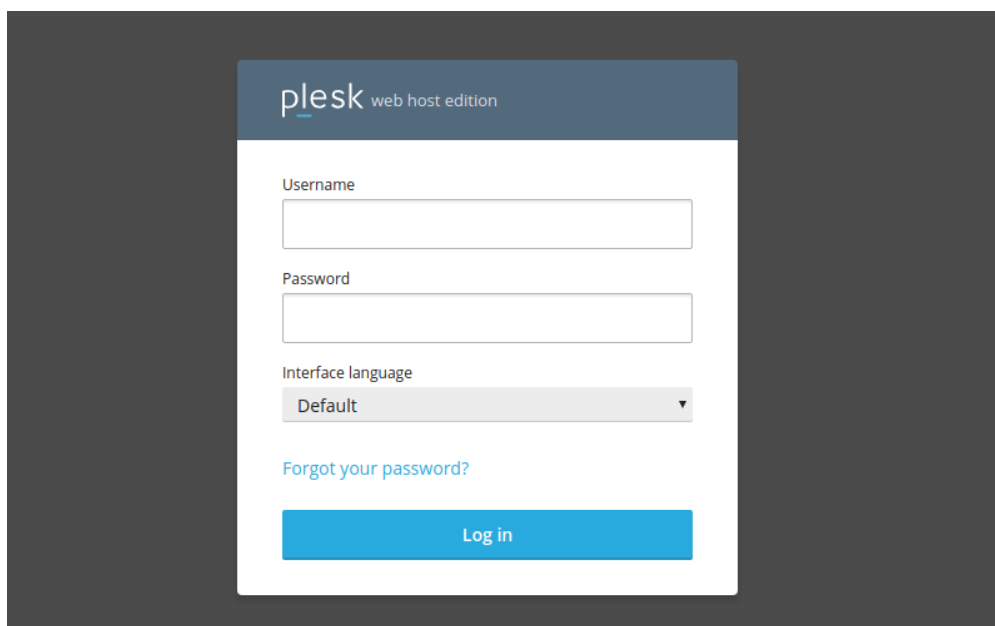 plesk web host edition
Username
Password
Interface language
Default
Forgot your password?
Log in